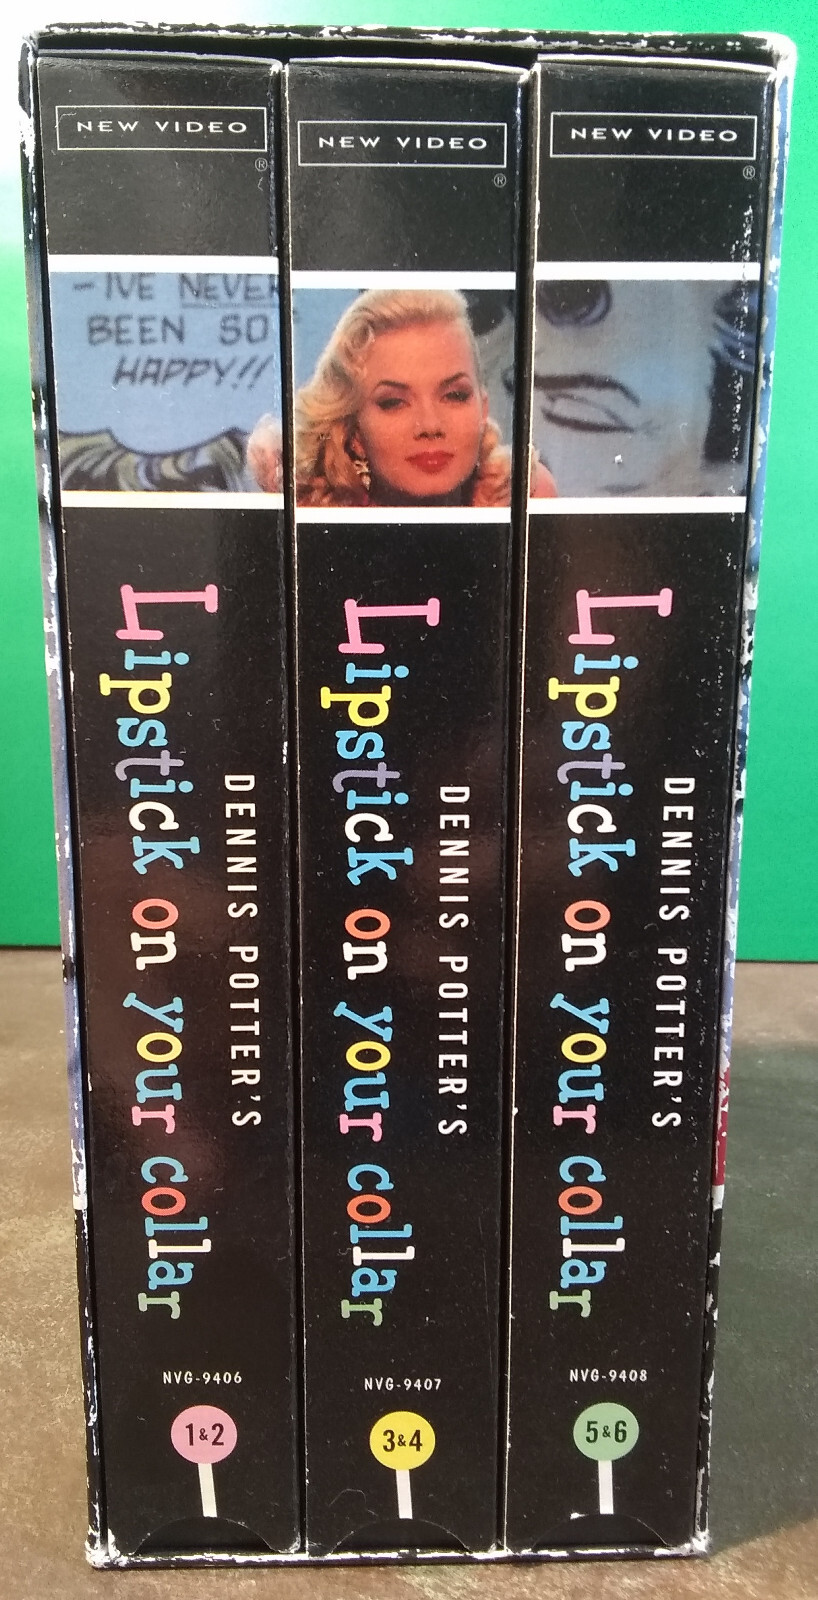 NEW VIDEO
®
- IVE NEVER
BEEN SO
HAPPY!!
DENNIS POTTER'S
Lipstick on your collar
NVG-9406
1&2
NEW VIDEO
®
DENNIS POTTER'S
Lipstick on your collar
NVG-9407
3&4
NEW VIDEO
®
DENNIS POTTER'S
Lipstick on your collar
NVG-9408
5&6